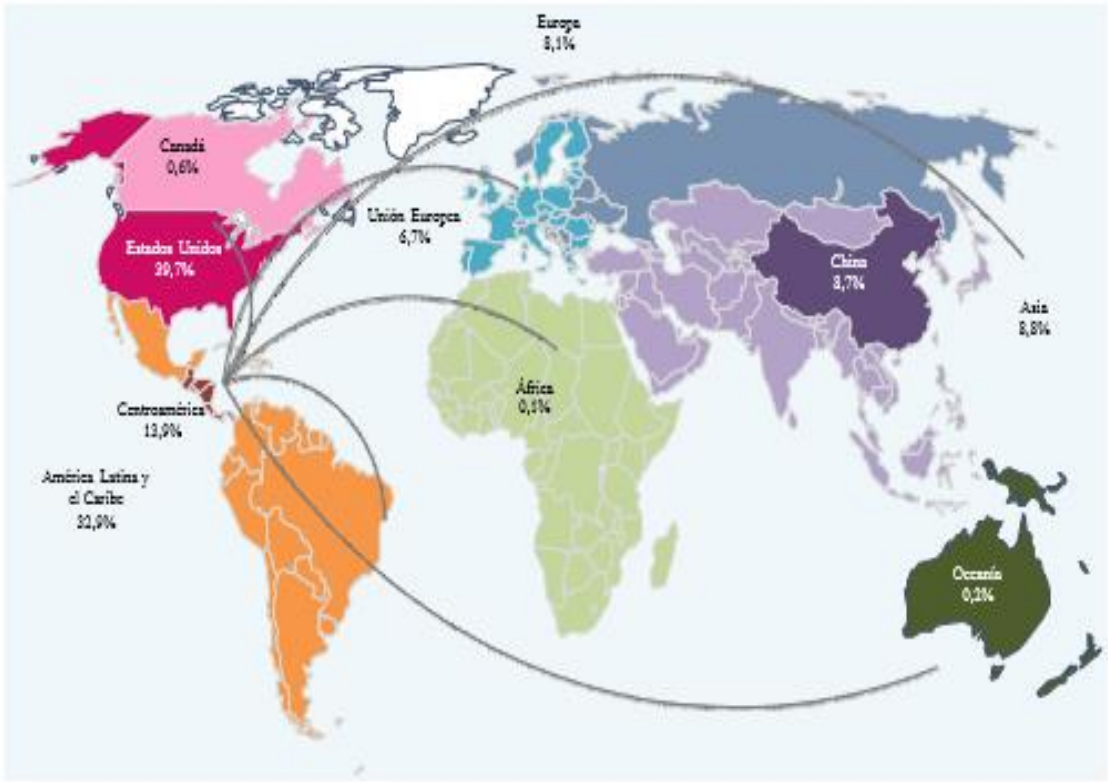 Europa
8,1%
Canadá
0,6%
Unión Europea
6,7%
Estados Unidos
39,7%
China
8,7%
Asia
8,8%
África
0,1%
Centroamérica
13,9%
América Latina y
el Caribe
32,9%
Oceanía
0,2%